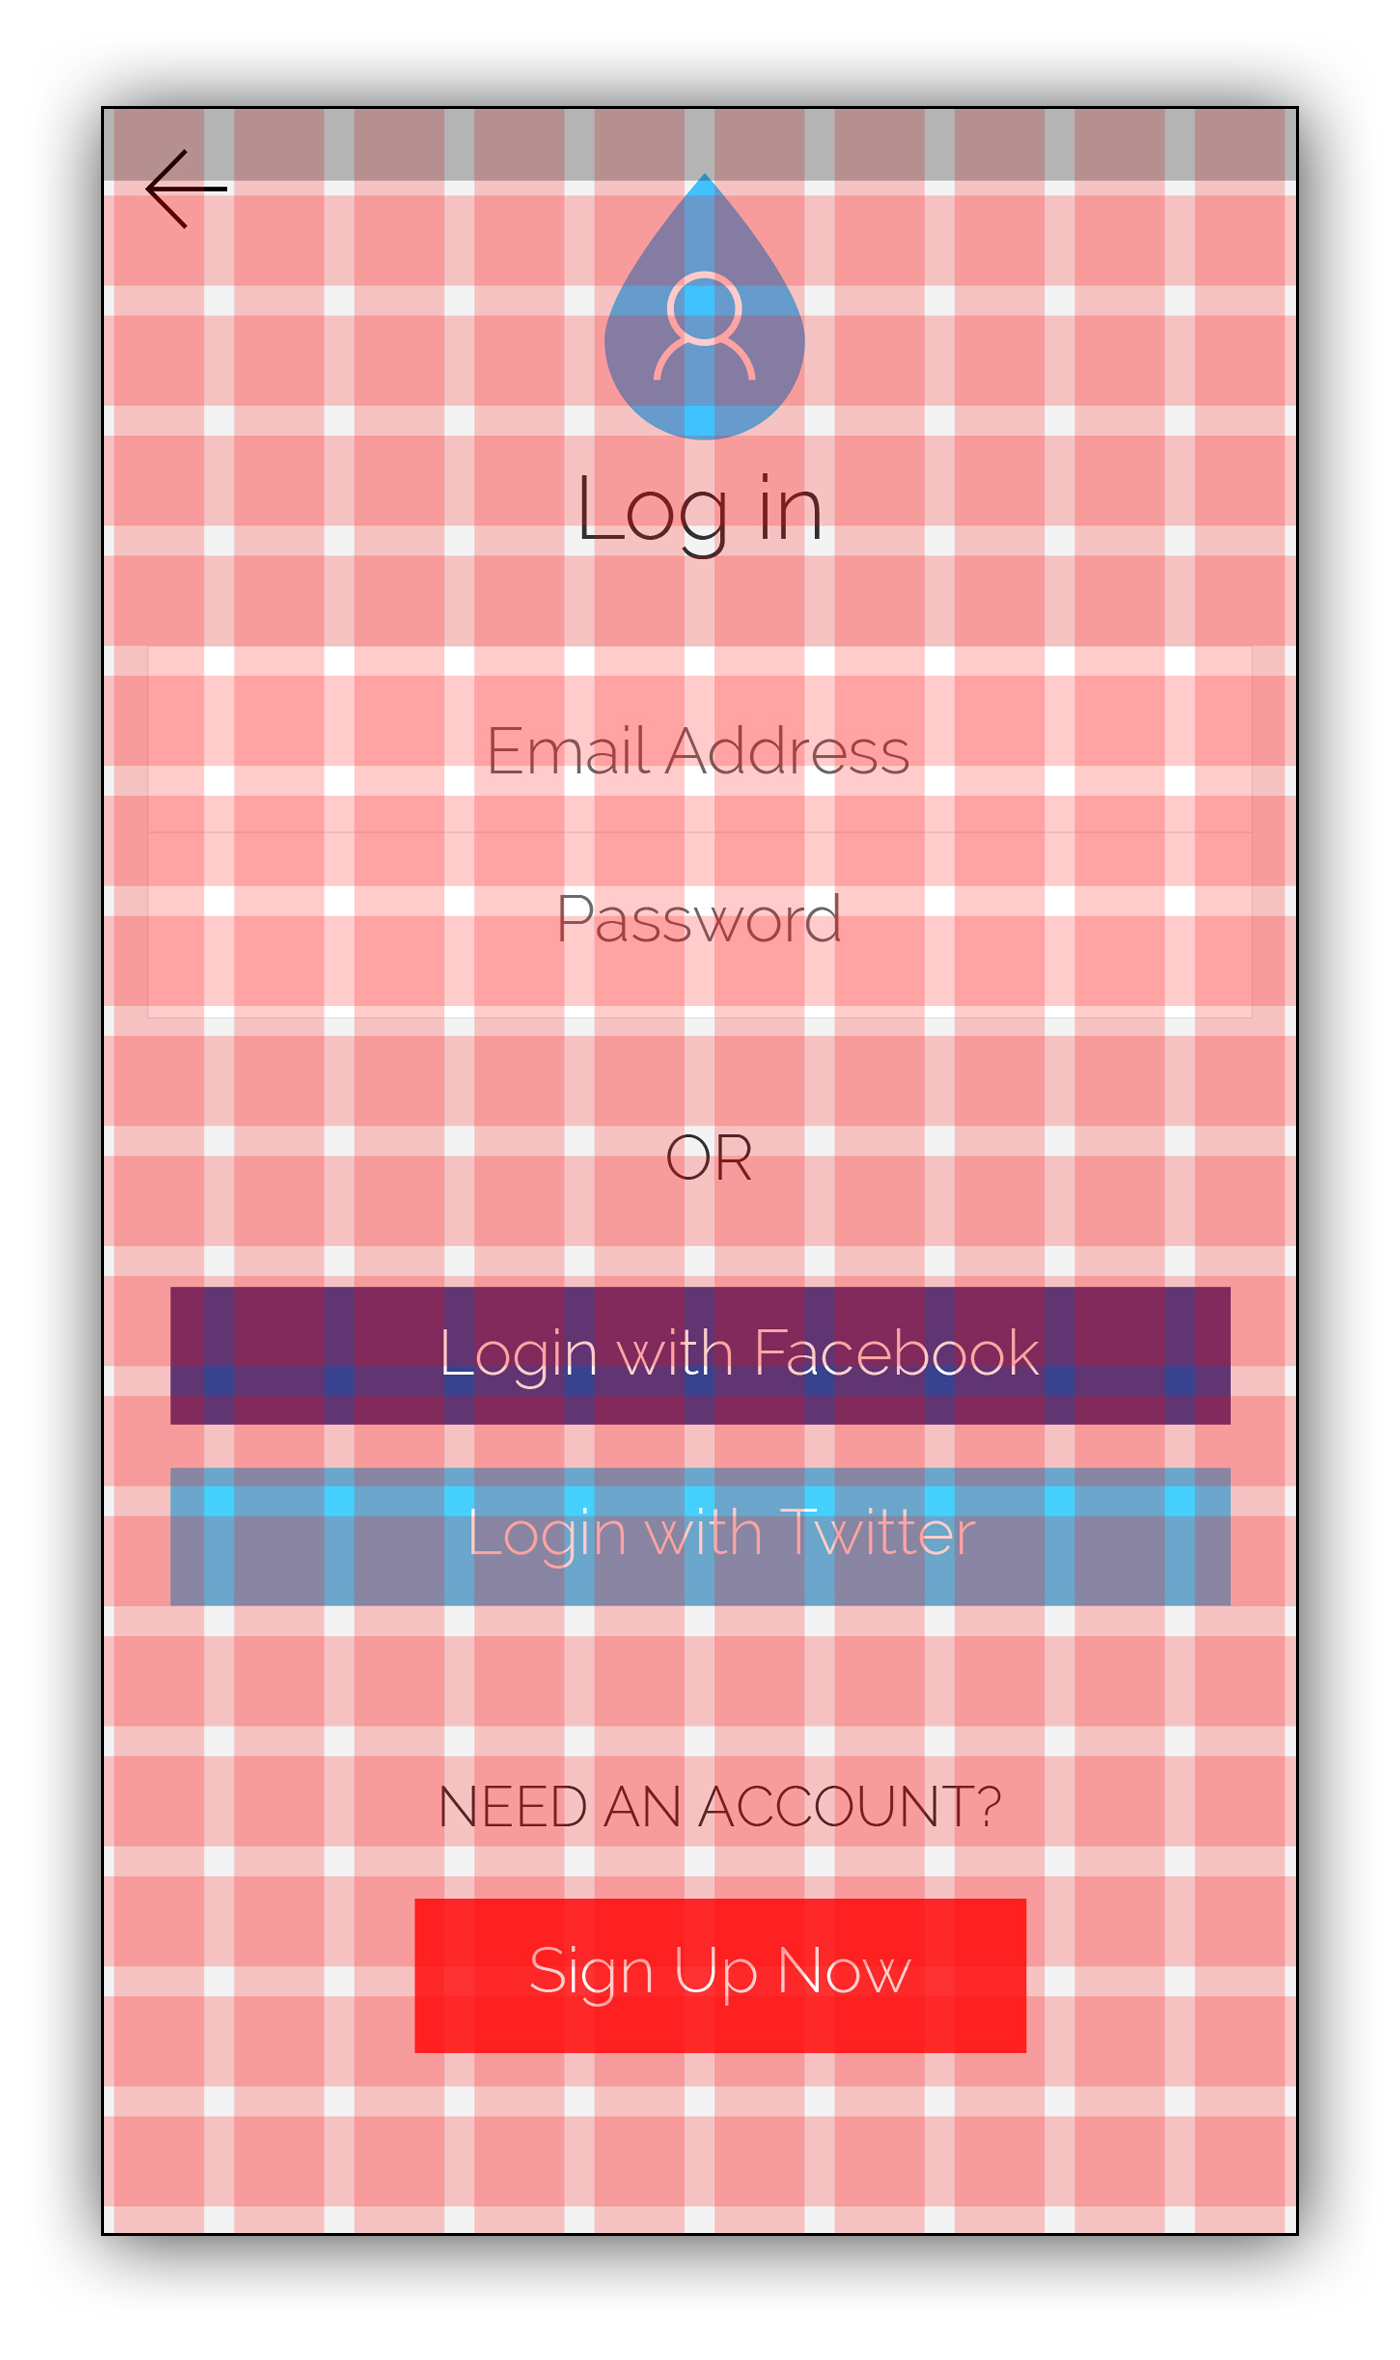 Log in
Email Address
Password
OR
Login with Facebook
Login with Twitter
NEED AN ACCOUNT?
Sign Up Now